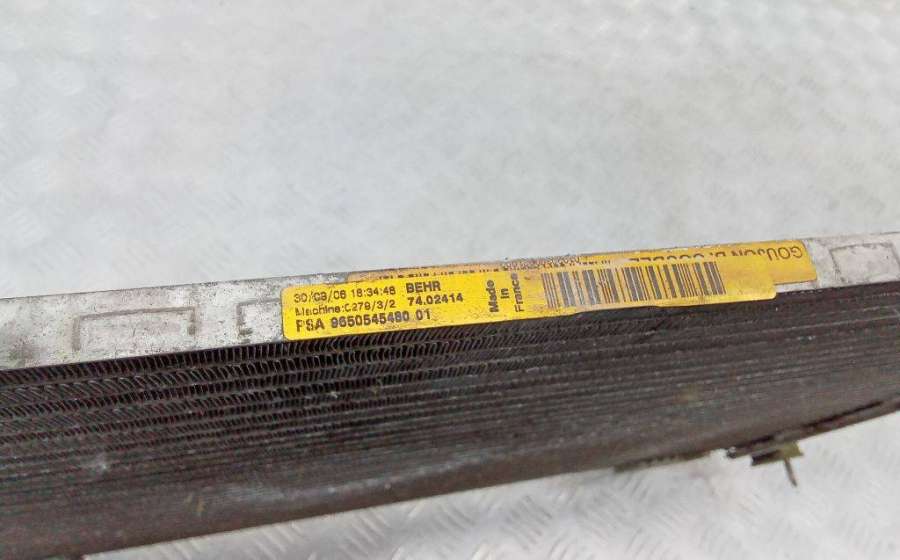 30/03/06 18:34:46 BEHR
Machine:C279/3/2 74.02414
PSA 9650545480 01
Made
in
France
GOUJON